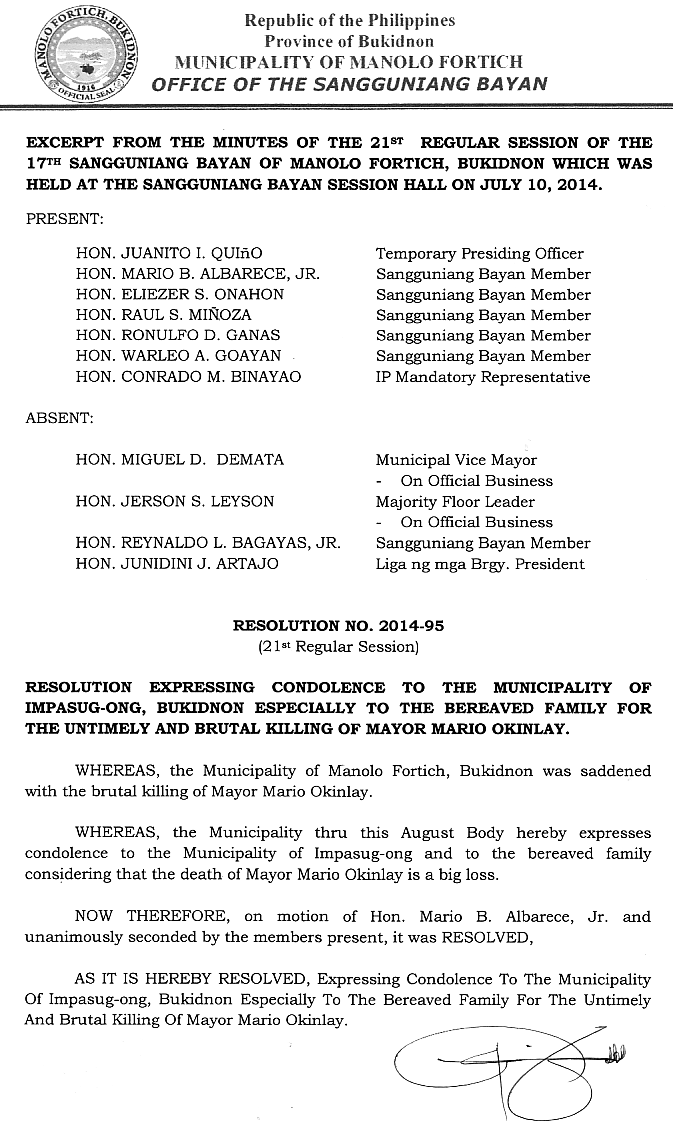 MANOLO FORTICH, BUKIDNON
1916
OFFICIAL SEAL
Republic of the Philippines
Province of Bukidnon
MUNICIPALITY OF MANOLO FORTICH
OFFICE OF THE SANGGUNIANG BAYAN
EXCERPT FROM THE MINUTES OF THE 21ST REGULAR SESSION OF THE
17TH SANGGUNIANG BAYAN OF MANOLO FORTICH, BUKIDNON WHICH WAS
HELD AT THE SANGGUNIANG BAYAN SESSION HALL ON JULY 10, 2014.
PRESENT:
HON. JUANITO I. QUIñO Temporary Presiding Officer
HON. MARIO B. ALBARECE, JR. Sangguniang Bayan Member
HON. ELIEZER S. ONAHON Sangguniang Bayan Member
HON. RAUL S. MIÑOZA Sangguniang Bayan Member
HON. RONULFO D. GANAS Sangguniang Bayan Member
HON. WARLEO A. GOAYAN Sangguniang Bayan Member
HON. CONRADO M. BINAYAO IP Mandatory Representative
ABSENT:
HON. MIGUEL D. DEMATA Municipal Vice Mayor
- On Official Business
HON. JERSON S. LEYSON Majority Floor Leader
- On Official Business
HON. REYNALDO L. BAGAYAS, JR. Sangguniang Bayan Member
HON. JUNIDINI J. ARTAJO Liga ng mga Brgy. President
RESOLUTION NO. 2014-95
(21st Regular Session)
RESOLUTION EXPRESSING CONDOLENCE TO THE MUNICIPALITY OF
IMPASUG-ONG, BUKIDNON ESPECIALLY TO THE BEREAVED FAMILY FOR
THE UNTIMELY AND BRUTAL KILLING OF MAYOR MARIO OKINLAY.
WHEREAS, the Municipality of Manolo Fortich, Bukidnon was saddened
with the brutal killing of Mayor Mario Okinlay.
WHEREAS, the Municipality thru this August Body hereby expresses
condolence to the Municipality of Impasug-ong and to the bereaved family
considering that the death of Mayor Mario Okinlay is a big loss.
NOW THEREFORE, on motion of Hon. Mario B. Albarece, Jr. and
unanimously seconded by the members present, it was RESOLVED,
AS IT IS HEREBY RESOLVED, Expressing Condolence To The Municipality
Of Impasug-ong, Bukidnon Especially To The Bereaved Family For The Untimely
And Brutal Killing Of Mayor Mario Okinlay.